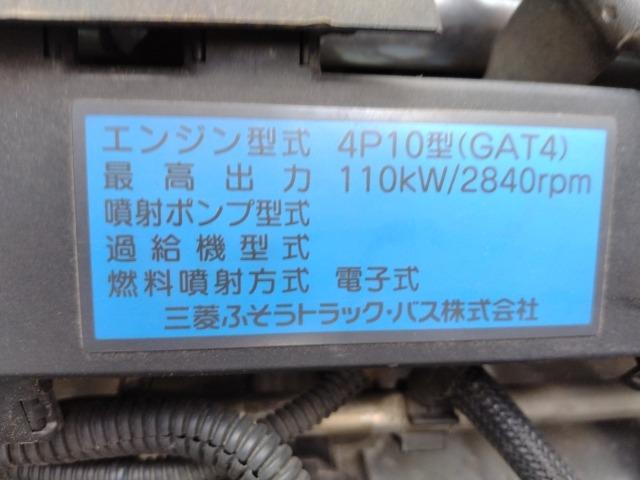 エンジン型式 4P10型(GAT4)
最高出力 110kW/2840rpm
噴射ポンプ型式
過給機型式
燃料噴射方式 電子式
三菱ふそうトラック・バス株式会社